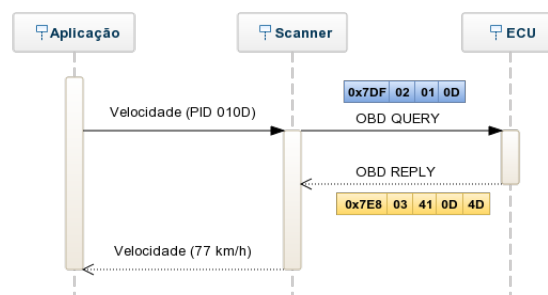 Aplicação Scanner ECU
0x7DF 02 01 0D
Velocidade (PID 010D) OBD QUERY
OBD REPLY
0x7E8 03 41 0D 4D
Velocidade (77 km/h)